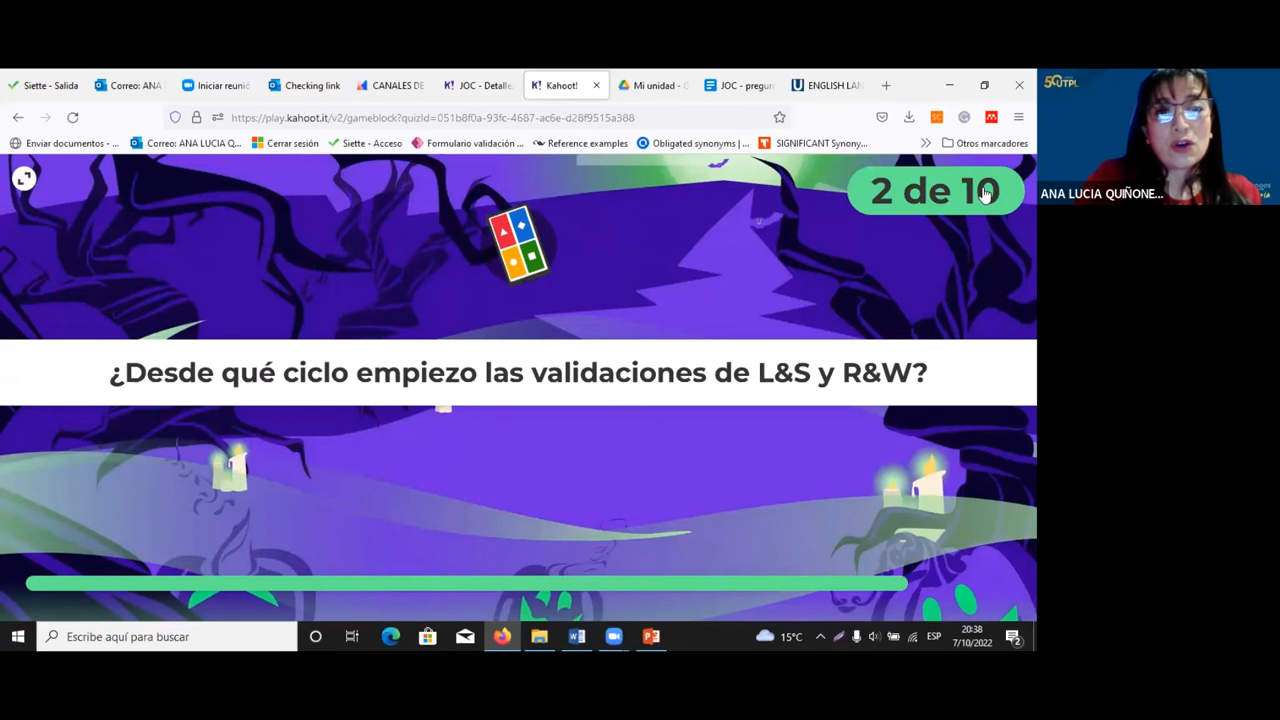 Siette - Salida
Correo: ANA
Iniciar reunió
Checking link
CANALES DE
K! JOC - Detalle
K! Kahoot!
Mi unidad -
JOC - pregun
ENGLISH LAN
https://play.kahoot.it/v2/gameblock?quizId=051b8f0a-93fc-4687-ac6e-d28f9515a388
Enviar documentos - ...
Correo: ANA LUCIA Q...
Cerrar sesión
Siette - Acceso
Formulario validación ...
Reference examples
Obligated synonyms, ...
SIGNIFICANT Synony...
Otros marcadores
2 de 10
¿Desde qué ciclo empiezo las validaciones de L&S y R&W?
UTPL
ANA LUCIA QUIÑONE...
Escribe aquí para buscar
15°C
ESP
20:38
7/10/2022
2